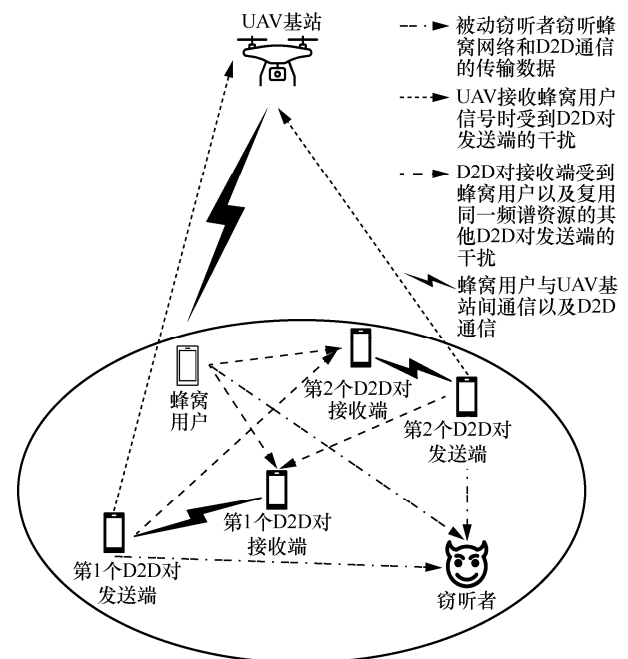 UAV基站
被动窃听者窃听蜂
窝网络和D2D通信
的传输数据
UAV接收蜂窝用户
信号时受到D2D对
发送端的干扰
D2D对接收端受到
蜂窝用户以及复用
同一频谱资源的其
他D2D对发送端的
干扰
蜂窝用户与UAV基
站间通信以及D2D
通信
蜂窝
用户
第2个D2D对
接收端
第2个D2D对
发送端
第1个D2D对
接收端
第1个D2D对
发送端
窃听者